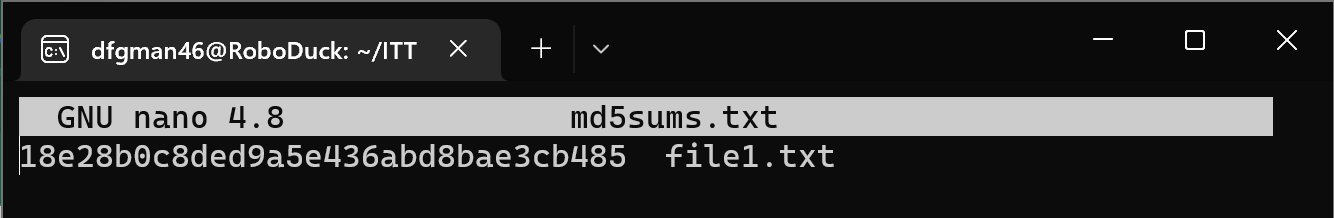 dfgman46@RoboDuck: ~/ITT
GNU nano 4.8 md5sums.txt
18e28b0c8ded9a5e436abd8bae3cb485 file1.txt